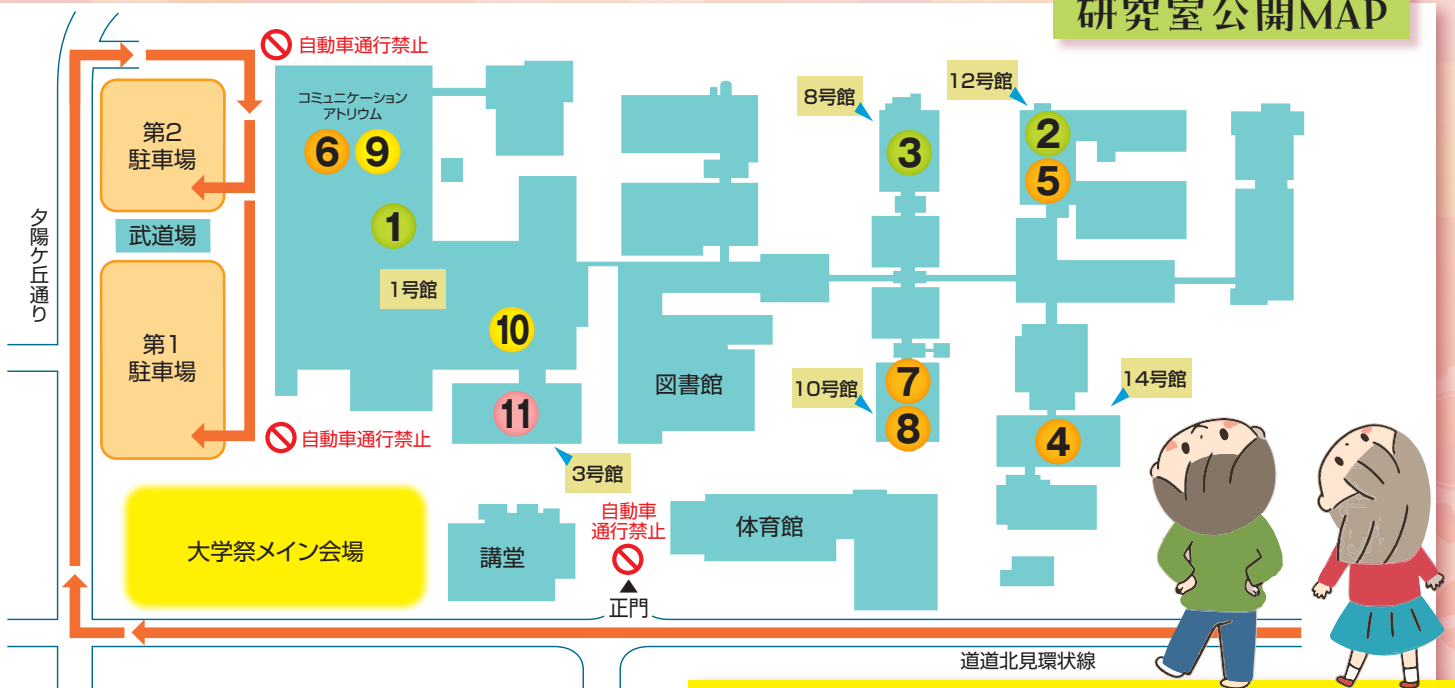 研究室公開MAP
自動車通行禁止
コミュニケーション
アトリウム
6
9
1
1号館
10
11
3号館
第2
駐車場
武道場
第1
駐車場
夕陽ケ丘通り
自動車通行禁止
大学祭メイン会場
講堂
自動車
通行禁止
▲
正門
図書館
体育館
8号館
3
12号館
2
5
10号館
7
8
14号館
4
道道北見環状線